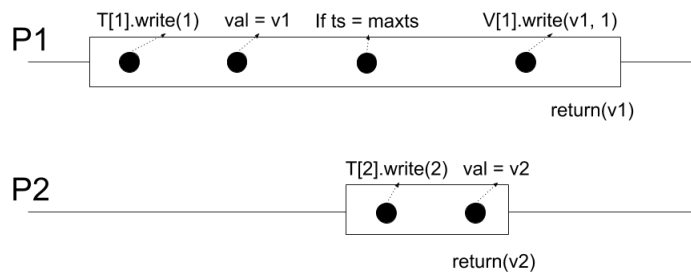 T[1].write(1) val = v1 If ts = maxts V[1].write(v1, 1)
P1
return(v1)
T[2].write(2) val = v2
P2
return(v2)